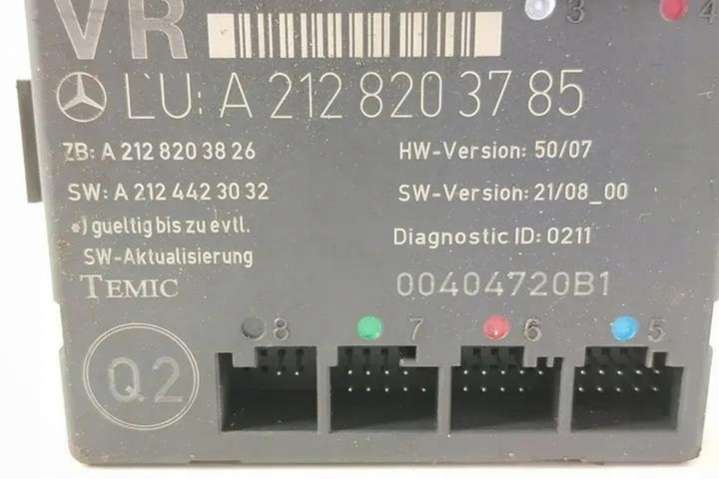 VR
3
4
LU: A 212 820 37 85
ZB: A 212 820 38 26
HW-Version: 50/07
SW: A 212 442 30 32
SW-Version: 21/08_00
*) gueltig bis zu evtl.
SW-Aktualisierung
Diagnostic ID: 0211
TEMIC
00404720B1
8
7
6
5
Q2